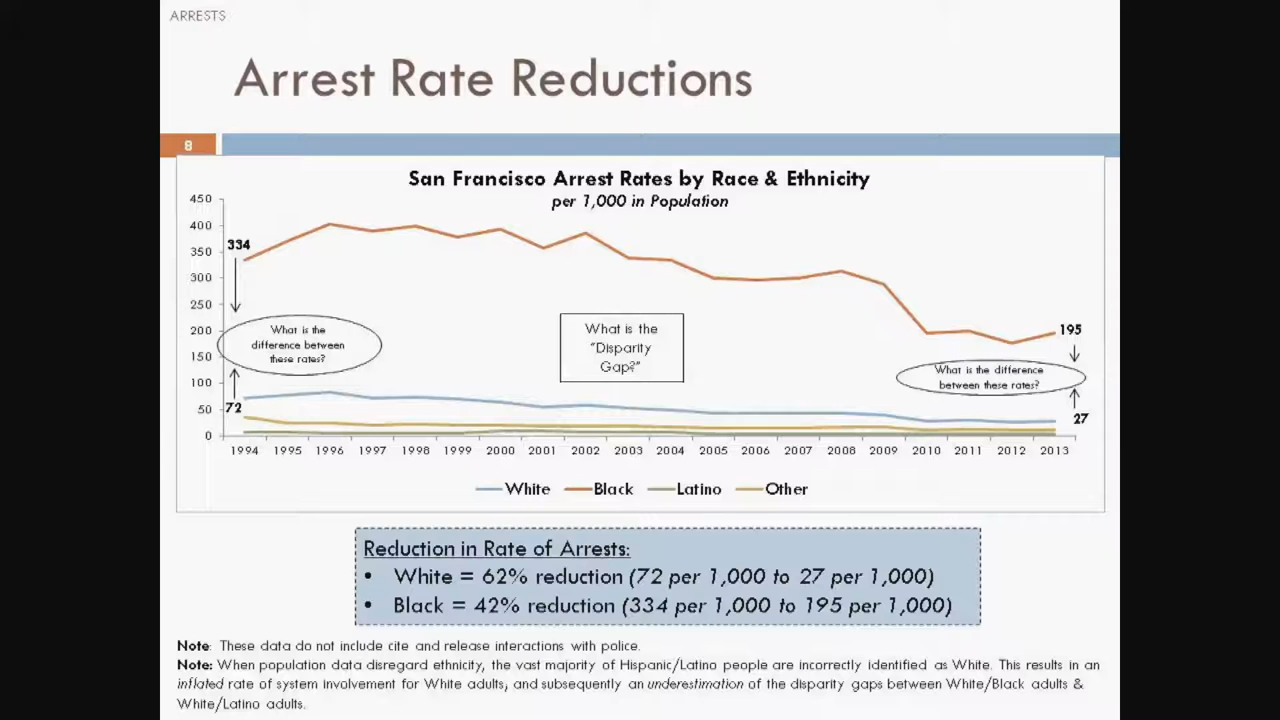 ARRESTS
Arrest Rate Reductions
8
San Francisco Arrest Rates by Race & Ethnicity
per 1,000 in Population
450
400
350
300
250
200
150
100
50
0
334
What is the
difference between
these rates?
72
What is the
"Disparity
Gap?"
195
What is the difference
between these rates?
27
1994 1995 1996 1997 1998 1999 2000 2001 2002 2003 2004 2005 2006 2007 2008 2009 2010 2011 2012 2013
White Black Latino Other
Reduction in Rate of Arrests:
• White = 62% reduction (72 per 1,000 to 27 per 1,000)
• Black = 42% reduction (334 per 1,000 to 195 per 1,000)
Note: These data do not include cite and release interactions with police.
Note: When population data disregard ethnicity, the vast majority of Hispanic/Latino people are incorrectly identified as White. This results in an
inflated rate of system involvement for White adults, and subsequently an underestimation of the disparity gaps between White/Black adults &
White/Latino adults.